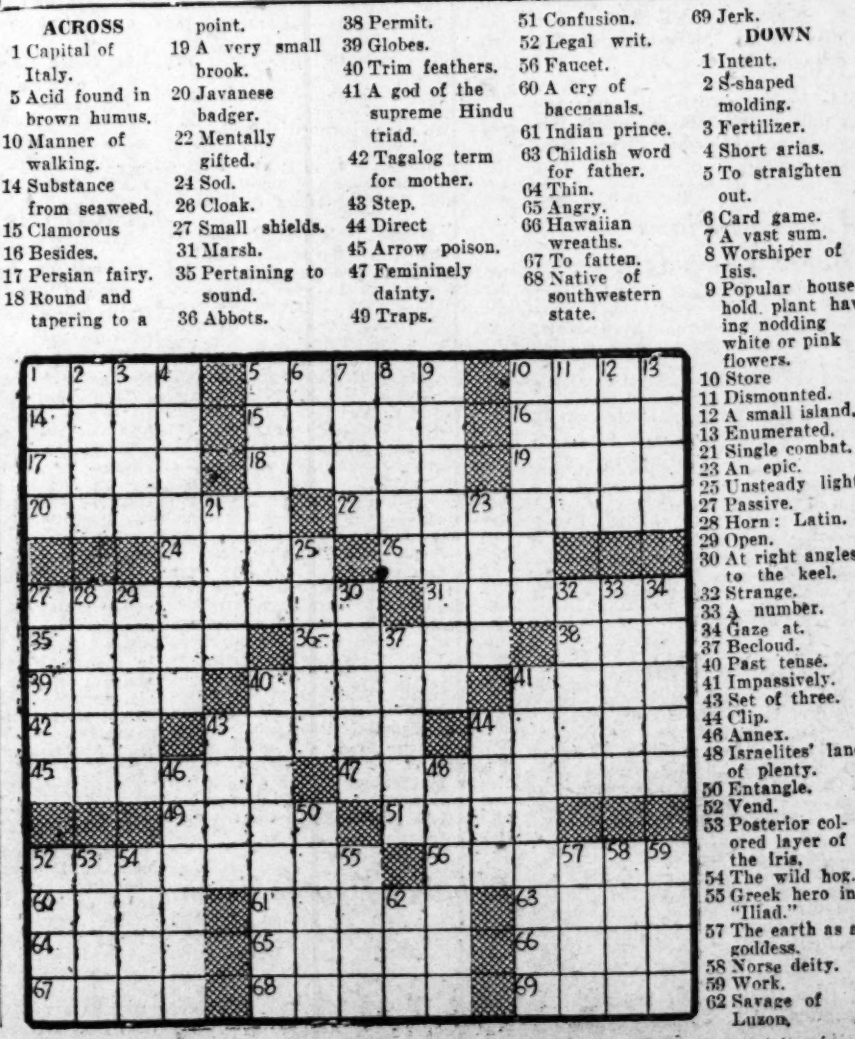 ACROSS
1 Capital of
Italy.
5 Acid found in
brown humus.
10 Manner of
walking.
14 Substance
from seaweed.
15 Clamorous
16 Besides.
17 Persian fairy.
18 Round and
tapering to a
point.
19 A very small
brook.
20 Javanese
badger.
22 Mentally
gifted.
24 Sod.
26 Cloak.
27 Small shields.
31 Marsh.
35 Pertaining to
sound.
36 Abbots.
38 Permit.
39 Globes.
40 Trim feathers.
41 A god of the
supreme Hindu
triad.
42 Tagalog term
for mother.
43 Step.
44 Direct
45 Arrow poison.
47 Femininely
dainty.
49 Traps.
51 Confusion.
52 Legal writ.
56 Faucet.
60 A cry of
baccnanals.
61 Indian prince.
63 Childish word
for father.
64 Thin.
65 Angry.
66 Hawaiian
wreaths.
67 To fatten.
68 Native of
southwestern
state.
69 Jerk.
DOWN
1 Intent.
2 S-shaped
molding.
3 Fertilizer.
4 Short arias.
5 To straighten
out.
6 Card game.
7 A vast sum.
8 Worshiper of
Isis.
9 Popular house
hold plant hav
ing nodding
white or pink
flowers.
10 Store
11 Dismounted.
12 A small island.
13 Enumerated.
21 Single combat.
23 An epic.
25 Unsteady light
27 Passive.
28 Horn: Latin.
29 Open.
30 At right angles
to the keel.
32 Strange.
33 A number.
34 Gaze at.
37 Becloud.
40 Past tense.
41 Impassively.
43 Set of three.
44 Clip.
46 Annex.
48 Israelites' lan
of plenty.
50 Entangle.
52 Vend.
53 Posterior col-
ored layer of
the Iris.
54 The wild hog.
55 Greek hero in
"Iliad."
57 The earth as a
goddess.
58 Norse deity.
59 Work.
62 Savage of
Luzon.
1 2 3 4 5 6 7 8 9 10 11 12 13
14 15 16
17 18 19
20 21 22 23
24 25 26
27 28 29 30 31 32 33 34
35 36 37 38
39 40 41
42 43 44
45 46 47 48
49 50 51
52 53 54 55 56 57 58 59
60 61 62 63
64 65 66
67 68 69